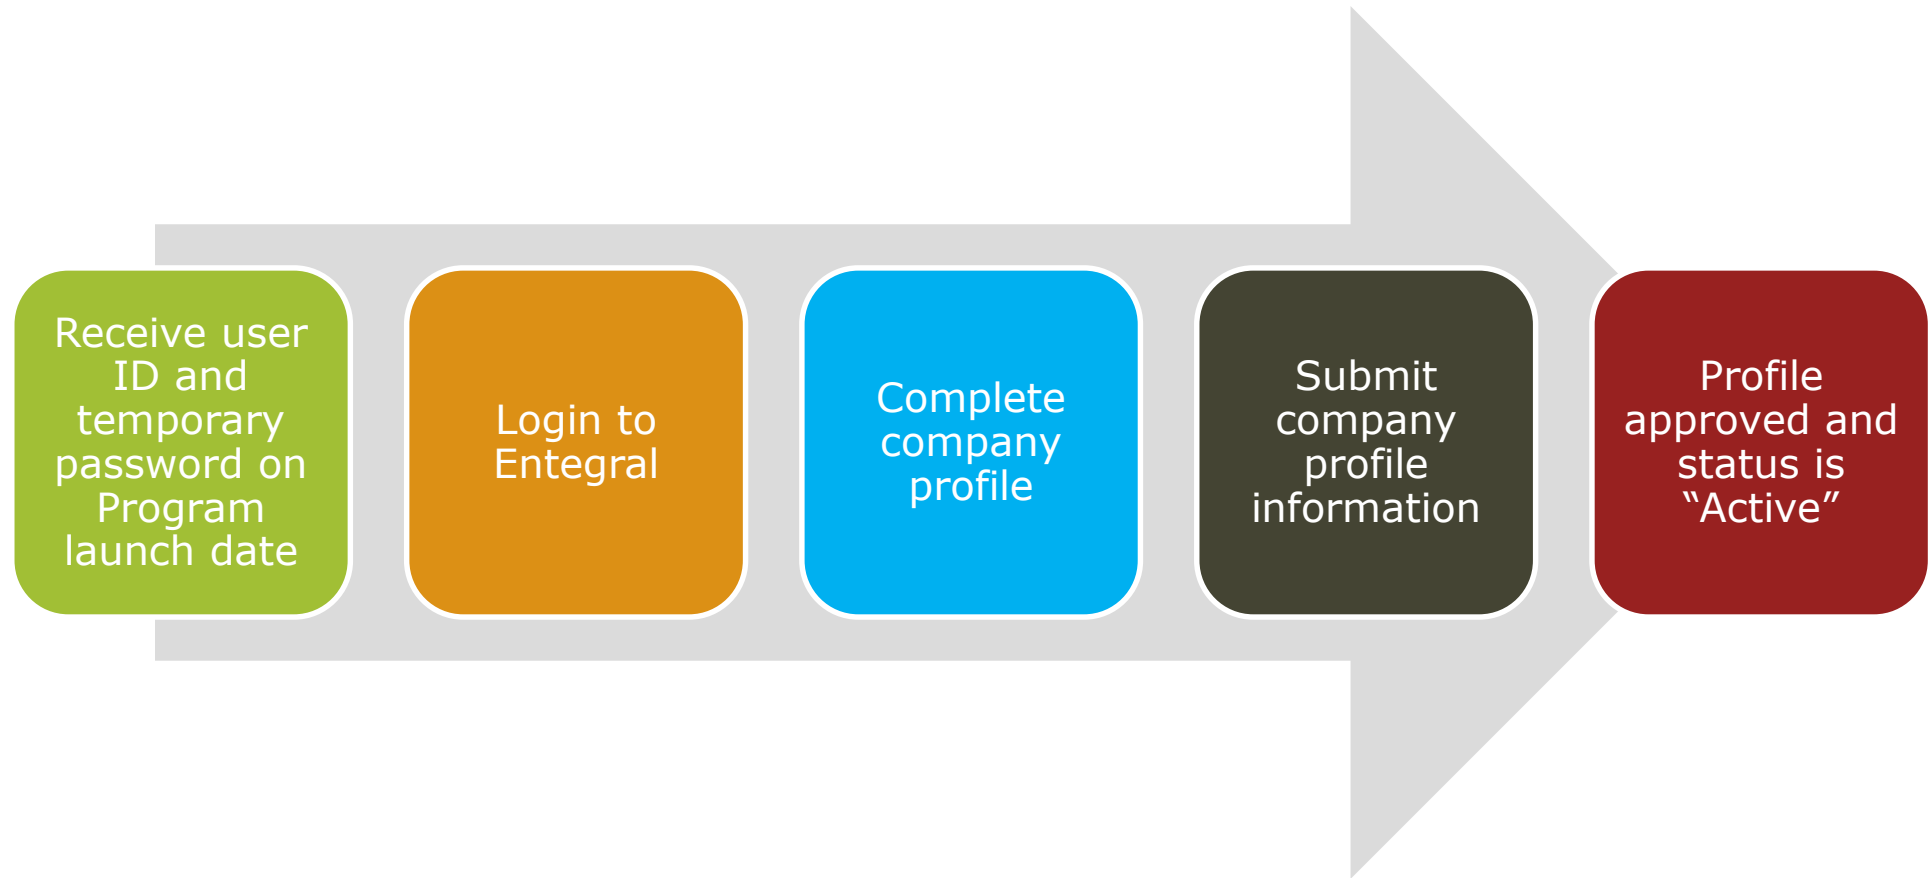 Receive user
ID and
temporary
password on
Program
launch date
Login to
Entegral
Complete
company
profile
Submit
company
profile
information
Profile
approved and
status is
“Active”